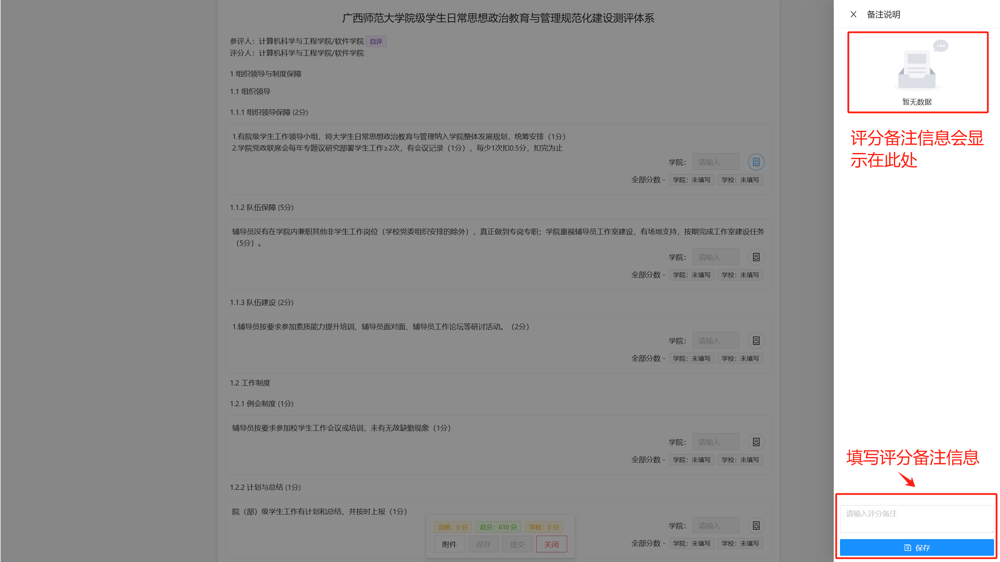 广西师范大学院级学生日常思想政治教育与管理规范化建设测评体系
参评人：计算机科学与工程学院/软件学院 自评
评分人：计算机科学与工程学院/软件学院
1 组织领导与制度保障
1.1 组织领导
1.1.1 组织领导保障 (2分)
1.有院级学生工作领导小组，将大学生日常思想政治教育与管理纳入学院整体发展规划，统筹安排（1分）
2.学院党政联席会每年专题议研究部署学生工作≥2次，有会议记录（1分），每少1次扣0.5分，扣完为止
学院： 请输入
全部分数 - 学院：未填写 学校：未填写
1.1.2 队伍保障 (5分)
辅导员没有在学院内兼职其他非学生工作岗位（学校党委组织安排的除外），真正做到专岗专职；学院重视辅导员工作室建设，有场地支持，按期完成工作室建设任务
（5分）。
学院： 请输入
全部分数 - 学院：未填写 学校：未填写
1.1.3 队伍建设 (2分)
1.辅导员按要求参加素质能力提升培训、辅导员面对面、辅导员工作论坛等研讨活动。（2分）
学院： 请输入
全部分数 - 学院：未填写 学校：未填写
1.2 工作制度
1.2.1 例会制度 (1分)
辅导员按要求参加校学生工作会议或培训，未有无故缺勤现象（1分）
学院： 请输入
全部分数 - 学院：未填写 学校：未填写
1.2.2 计划与总结 (1分)
院（部）级学生工作有计划和总结，并按时上报（1分）
学院： 请输入
全部分数 - 学院：未填写 学校：未填写
当前：0 分 总分：610 分 学校：0 分
附件 保存 提交 关闭
X 备注说明
暂无数据
评分备注信息会显
示在此处
填写评分备注信息
请输入评分备注
保存